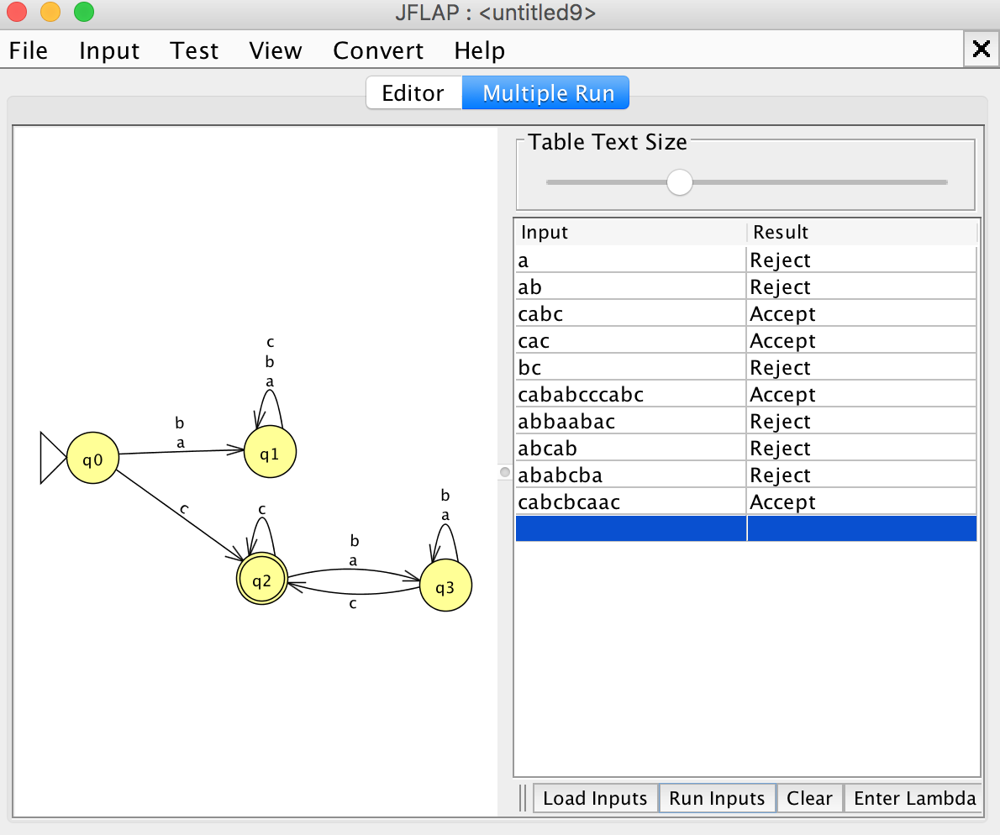 JFLAP : <untitled9>
File Input Test View Convert Help
Editor Multiple Run
c
b
a
b
a
q0
q1
c
c
b
a
b
a
q2
q3
c
Table Text Size
Input Result
a Reject
ab Reject
cabc Accept
cac Accept
bc Reject
cababcccabc Accept
abbaabac Reject
abcab Reject
ababcba Reject
cabcbcaac Accept
Load Inputs Run Inputs Clear Enter Lambda